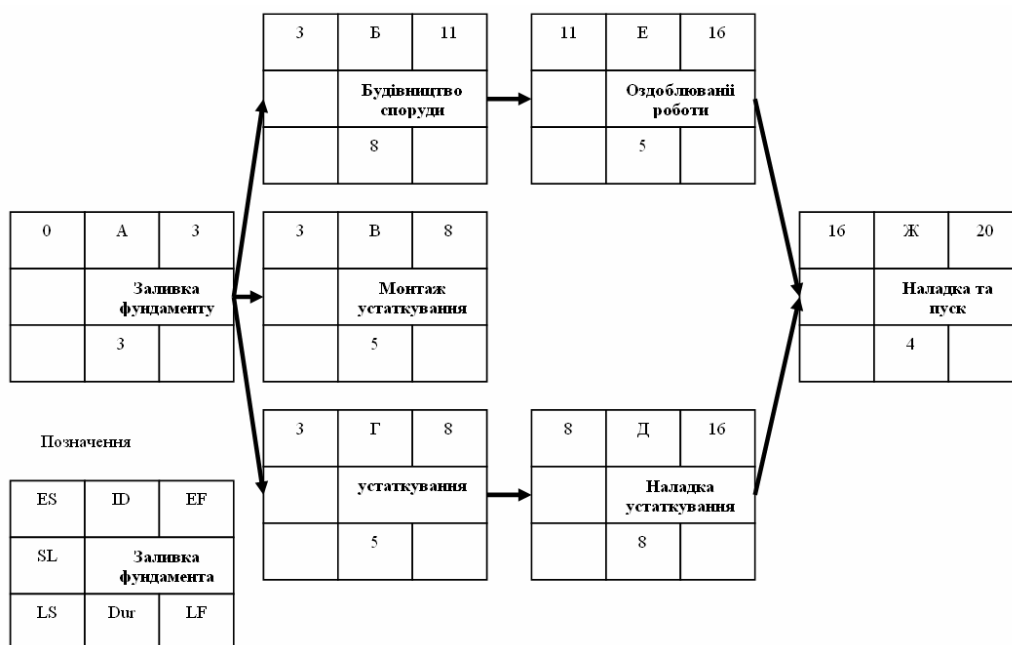 3 Б 11
Будівництво
споруди
8
11 Е 16
Оздоблюваніі
роботи
5
0 А 3
Заливка
фундаменту
3
3 В 8
Монтаж
устаткування
5
16 Ж 20
Наладка та
пуск
4
3 Г 8
устаткування
5
8 Д 16
Наладка
устаткування
8
Позначення
ES ID EF
SL
Заливка
фундамента
LS Dur LF